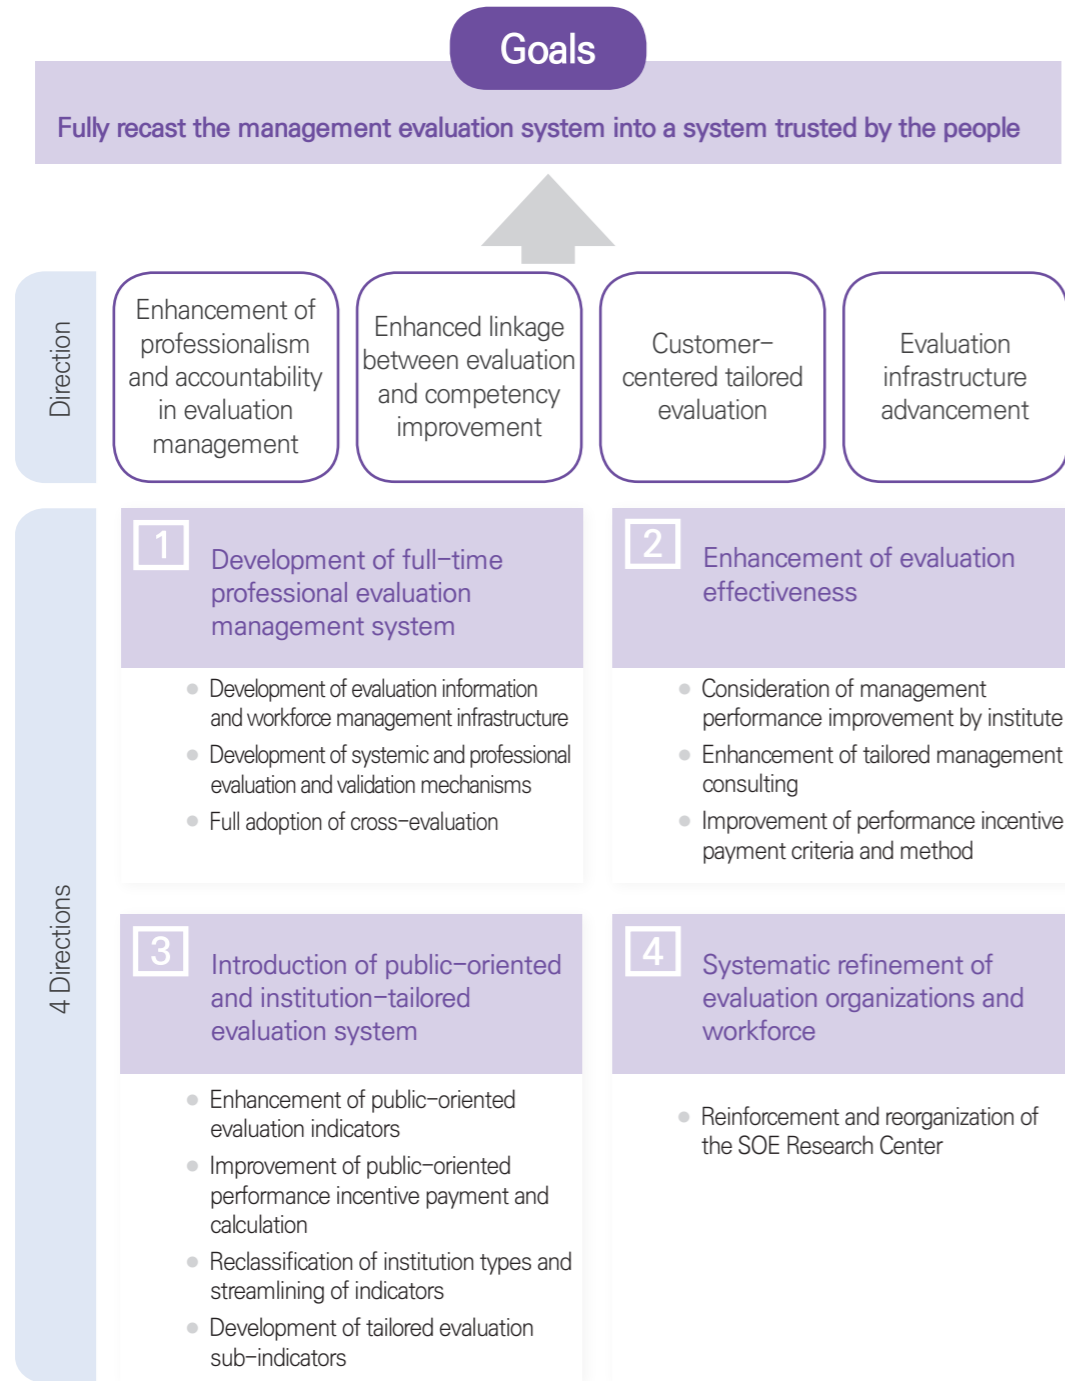 Goals
Fully recast the management evaluation system into a system trusted by the people
Direction
Enhancement of
professionalism
and accountability
in evaluation
management
Enhanced linkage
between evaluation
and competency
improvement
Customer-
centered tailored
evaluation
Evaluation
infrastructure
advancement
4 Directions
1
Development of full-time
professional evaluation
management system
• Development of evaluation information
and workforce management infrastructure
• Development of systemic and professional
evaluation and validation mechanisms
• Full adoption of cross-evaluation
2
Enhancement of evaluation
effectiveness
• Consideration of management
performance improvement by institute
• Enhancement of tailored management
consulting
• Improvement of performance incentive
payment criteria and method
3
Introduction of public-oriented
and institution-tailored
evaluation system
• Enhancement of public-oriented
evaluation indicators
• Improvement of public-oriented
performance incentive payment and
calculation
• Reclassification of institution types and
streamlining of indicators
• Development of tailored evaluation
sub-indicators
4
Systematic refinement of
evaluation organizations and
workforce
• Reinforcement and reorganization of
the SOE Research Center